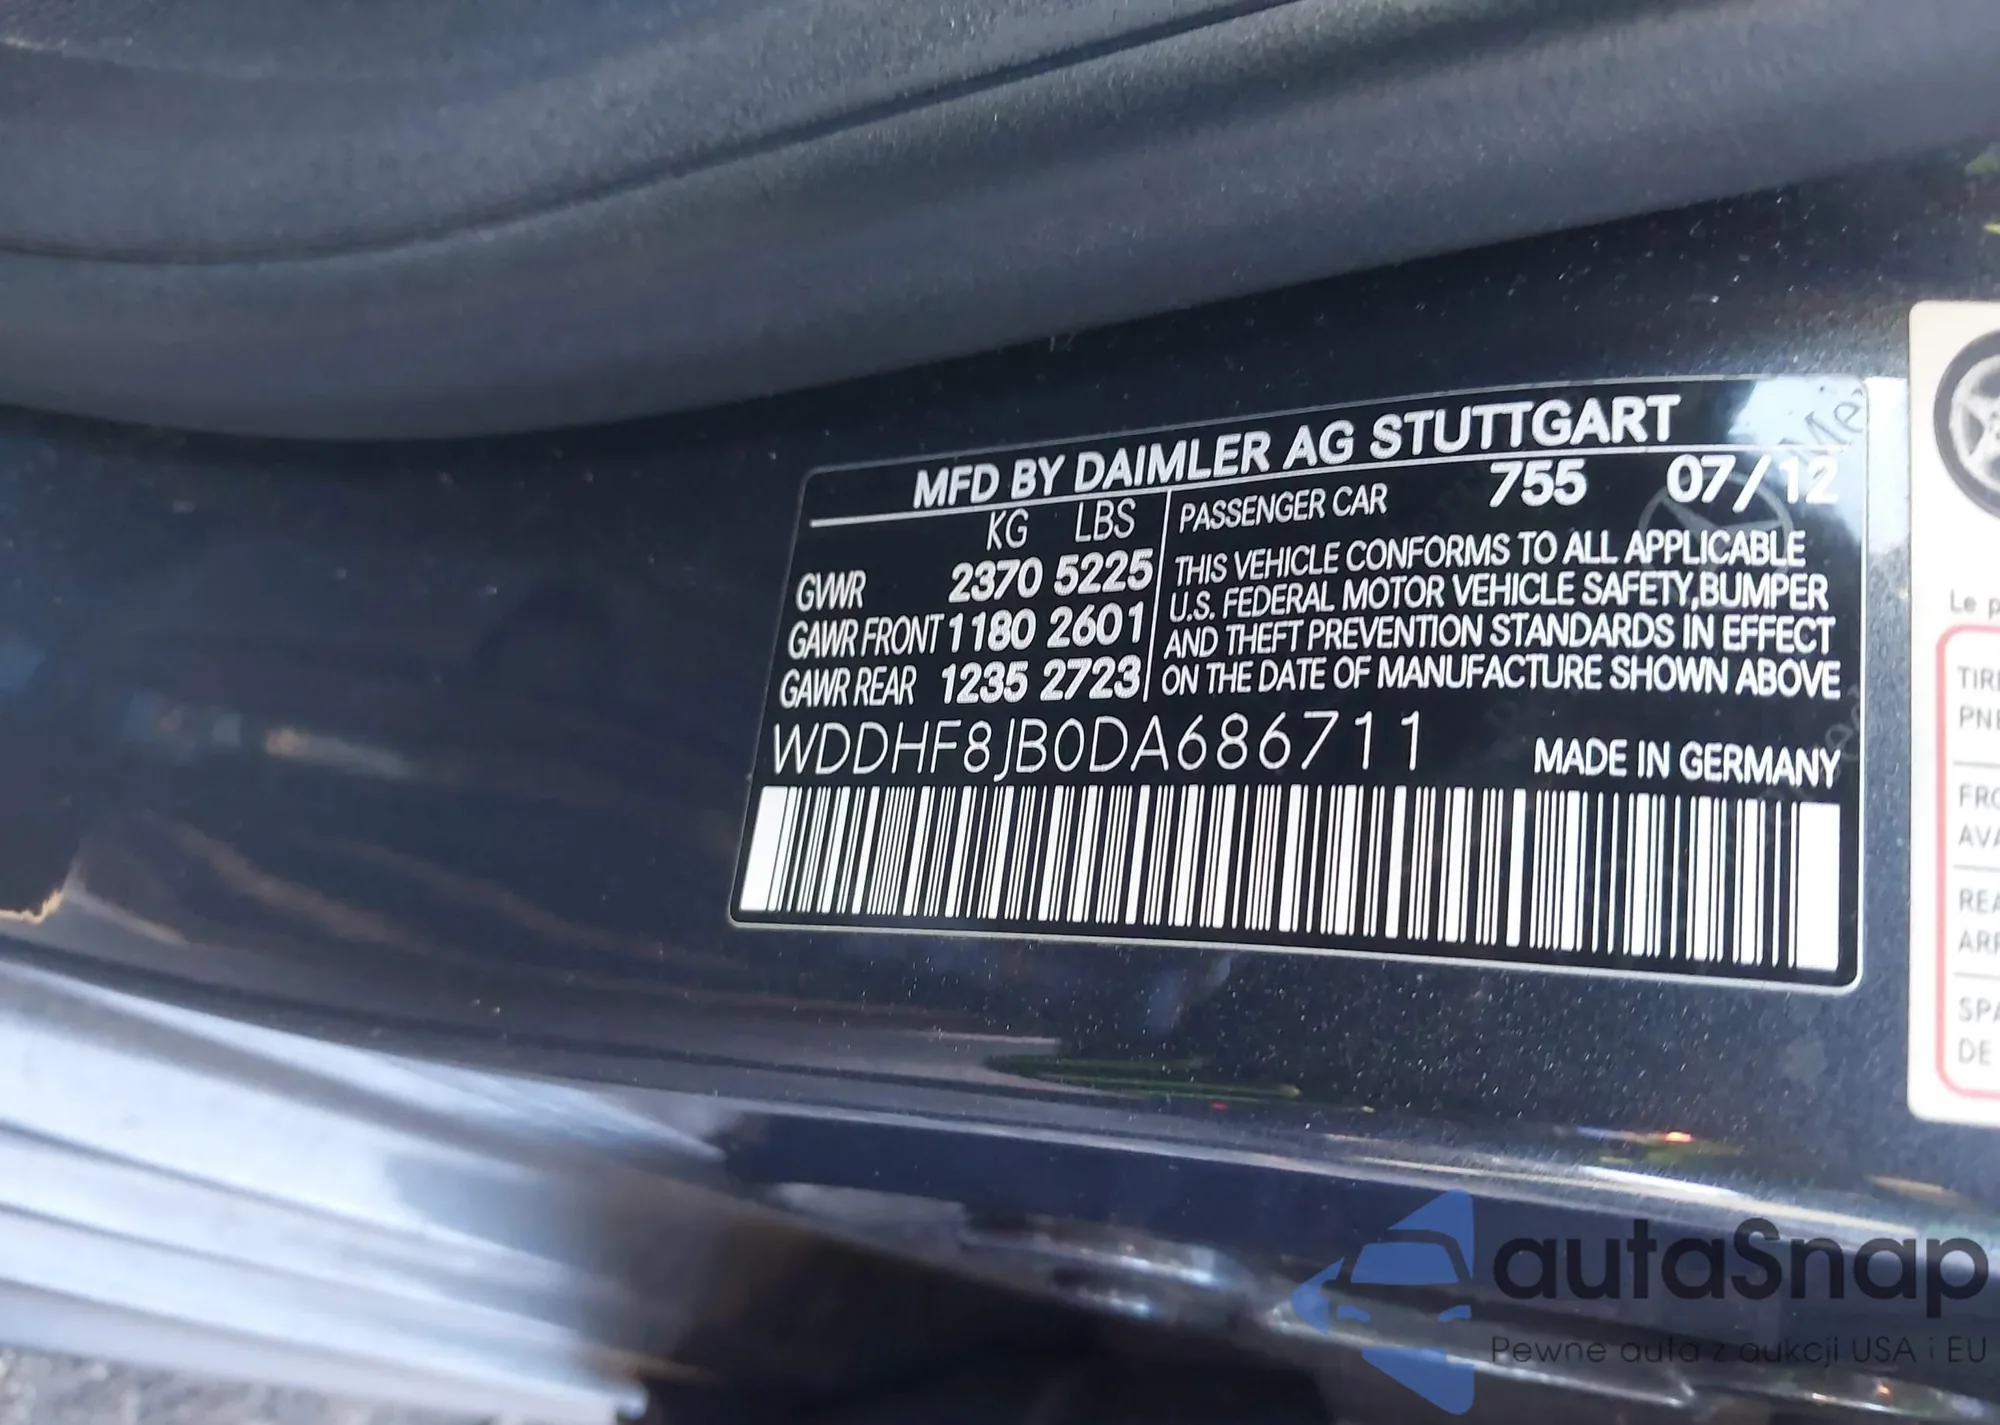 MFD BY DAIMLER AG STUTTGART
KG LBS
PASSENGER CAR 755 07/12
GVWR 2370 5225
GAWR FRONT 1180 2601
GAWR REAR 1235 2723
THIS VEHICLE CONFORMS TO ALL APPLICABLE
U.S. FEDERAL MOTOR VEHICLE SAFETY,BUMPER
AND THEFT PREVENTION STANDARDS IN EFFECT
ON THE DATE OF MANUFACTURE SHOWN ABOVE
WDDHF8JB0DA686711
MADE IN GERMANY
Le
DE
autaSnap
Pewne auta z aukcji USA i EU